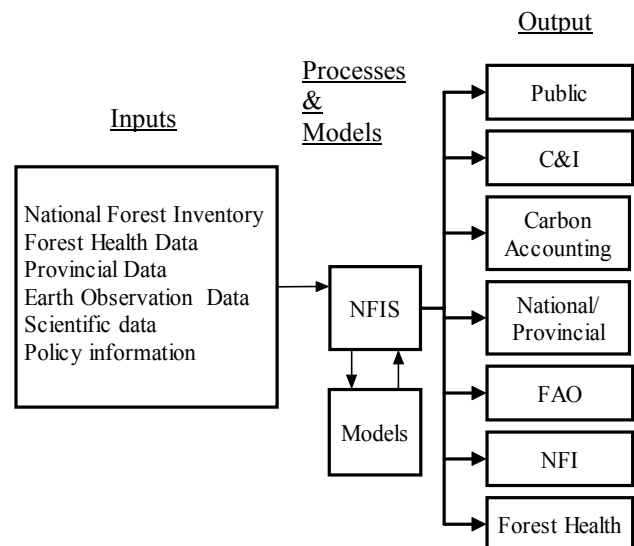 Inputs
National Forest Inventory
Forest Health Data
Provincial Data
Earth Observation Data
Scientific data
Policy information
Processes
&
Models
NFIS
Models
Output
Public
C&I
Carbon
Accounting
National/
Provincial
FAO
NFI
Forest Health